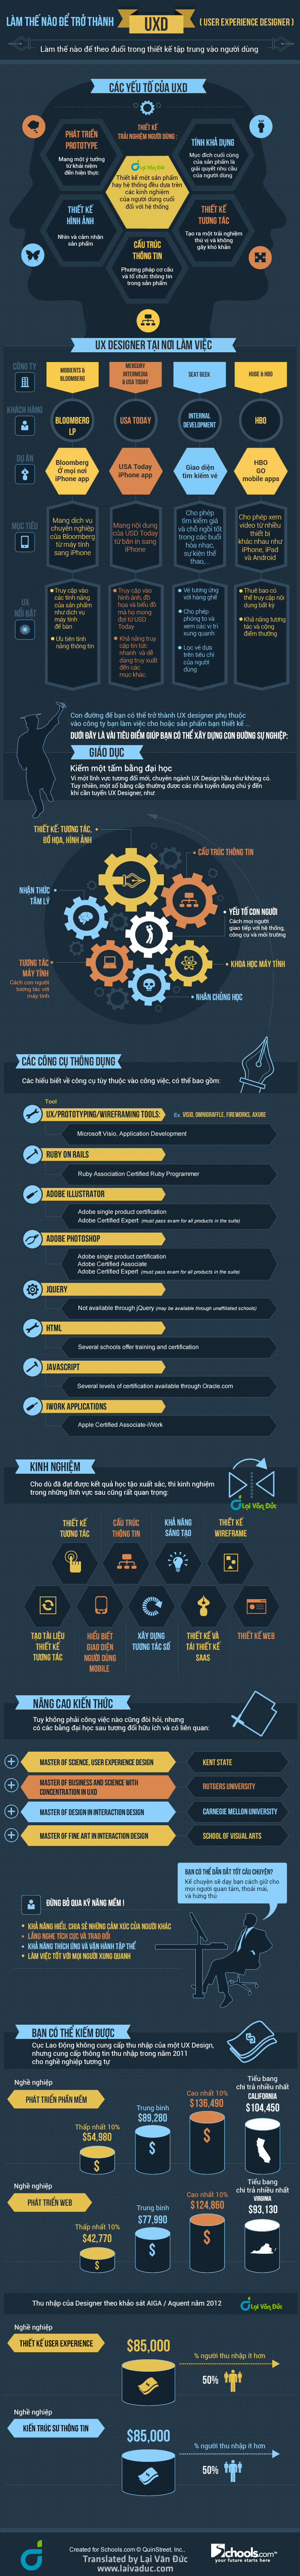 LÀM THẾ NÀO ĐỂ TRỞ THÀNH
UXD
( USER EXPERIENCE DESIGNER )
Làm thế nào để theo đuổi trong thiết kế tập trung vào người dùng
CÁC YẾU TỐ CỦA UXD
PHÁT TRIỂN
PROTOTYPE
Mang một ý tưởng
từ khái niệm
đến hiện thực
THIẾT KẾ
TRẢI NGHIỆM NGƯỜI DÙNG :
Lại Văn Đức
Thiết kế một sản phẩm
hay hệ thống đều dựa trên
các kinh nghiệm
của người dùng cuối
đối với hệ thống
TÍNH KHẢ DỤNG
Mục đích cuối cùng
của sản phẩm là
giải quyết nhu cầu
của người dùng
THIẾT KẾ
HÌNH ẢNH
Nhìn và cảm nhận
sản phẩm
THIẾT KẾ
TƯƠNG TÁC
Tạo ra một trải nghiệm
thú vị và không
gây khó khăn
CẤU TRÚC
THÔNG TIN
Phương pháp cơ cấu
và tổ chức thông tin
trong sản phẩm
UX DESIGNER TẠI NƠI LÀM VIỆC
CÔNG TY
MOBIENTS &
BLOOMBERG
MERCURY
INTERMEDIA
& USA TODAY
SEAT GEEK
HUGE & HBO
KHÁCH HÀNG
BLOOMBERG
LP
USA TODAY
INTERNAL
DEVELOPMENT
HBO
DỰ ÁN
Bloomberg
Ở mọi nơi
iPhone app
USA Today
iPhone app
Giao diện
tìm kiếm vé
HBO
GO
mobile apps
MỤC TIÊU
Mang dịch vụ
chuyên nghiệp
của Bloomberg
từ máy tính
sang iPhone
Mang nội dung
của USD Today
từ bản in sang
iPhone
Cho phép
tìm kiếm giá
và chỗ ngồi tốt
trong các buổi
hòa nhạc,
sự kiện thể
thao,...
Cho phép xem
video từ nhiều
thiết bị
khác nhau như
iPhone, iPad
và Android
UX
NỔI BẬT
Truy cập vào
các tính năng
của sản phẩm
như dịch vụ
máy tính
để bàn
Ưu tiên tính
năng thông tin
Truy cập vào
hình ảnh, đồ
họa và biểu đồ
mà họ mong
đợi từ USD
Today
Khả năng truy
cập tin tức
nhanh và dễ
dàng truy xuất
đến các
mục khác
Vé tương ứng
với hàng ghế
Cho phép
phóng to và
xem các vị trí
xung quanh
Lọc vé dựa
trên tiêu chí
của người
dùng
Thuê bao có
thể truy cập nội
dung bất kỳ
Khả năng tương
tác và cộng
điểm thưởng
Con đường để bạn có thể trở thành UX designer phụ thuộc
vào công ty bạn làm việc cho hoặc sản phẩm bạn thiết kế ...
DƯỚI ĐÂY LÀ VÀI TIÊU ĐIỂM GIÚP BẠN CÓ THỂ XÂY DỰNG CON ĐƯỜNG SỰ NGHIỆP:
GIÁO DỤC
Kiếm một tấm bằng đại học
Vì một lĩnh vực tương đối mới, chuyên ngành UX Design hầu như không có.
Tuy nhiên, một số bằng cấp thường được các nhà tuyển dụng chú ý đến
khi cần tuyển UX Designer, như:
THIẾT KẾ: TƯƠNG TÁC,
ĐỒ HỌA, HÌNH ẢNH
CẤU TRÚC THÔNG TIN
NHẬN THỨC
TÂM LÝ
YẾU TỐ CON NGƯỜI
Cách mọi người
giao tiếp với hệ thống,
công cụ và môi trường
TƯƠNG TÁC
MÁY TÍNH
Cách con người
tương tác với
máy tính
KHOA HỌC MÁY TÍNH
NHÂN CHỦNG HỌC
CÁC CÔNG CỤ THÔNG DỤNG
Các hiểu biết về công cụ tùy thuộc vào công việc, có thể bao gồm:
Tool
UX/PROTOTYPING/WIREFRAMING TOOLS:
Ex. VISIO, OMNIGRAFFLE, FIREWORKS, AXURE
Microsoft Visio, Application Development
RUBY ON RAILS
Ruby Association Certified Ruby Programmer
ADOBE ILLUSTRATOR
Adobe single product certification
Adobe Certified Expert (must pass exam for all products in the suite)
ADOBE PHOTOSHOP
Adobe single product certification
Adobe Certified Associate
Adobe Certified Expert (must pass exam for all products in the suite)
JQUERY
Not available through jQuery (may be available through unaffiliated schools)
HTML
Several schools offer training and certification
JAVASCRIPT
Several levels of certification available through Oracle.com
IWORK APPLICATIONS
Apple Certified Associate-iWork
KINH NGHIỆM
Cho dù đã đạt được kết quả học tập xuất sắc, thì kinh nghiệm
trong những lĩnh vực sau cũng rất quan trọng:
Lại Văn Đức
THIẾT KẾ
TƯƠNG TÁC
CẤU TRÚC
THÔNG TIN
KHẢ NĂNG
SÁNG TẠO
THIẾT KẾ
WIREFRAME
TẠO TÀI LIỆU
THIẾT KẾ
TƯƠNG TÁC
HIỂU BIẾT
GIAO DIỆN
NGƯỜI DÙNG
MOBILE
XÂY DỰNG
TƯƠNG TÁC SỐ
THIẾT KẾ VÀ
TÁI THIẾT KẾ
SAAS
THIẾT KẾ WEB
NÂNG CAO KIẾN THỨC
Tuy không phải công việc nào cũng đòi hỏi, nhưng
có các bằng đại học sau tương đối hữu ích và có liên quan:
MASTER OF SCIENCE, USER EXPERIENCE DESIGN
KENT STATE
MASTER OF BUSINESS AND SCIENCE WITH
CONCENTRATION IN UXD
RUTGERS UNIVERSITY
MASTER OF DESIGN IN INTERACTION DESIGN
CARNEGIE MELLON UNIVERSITY
MASTER OF FINE ART IN INTERACTION DESIGN
SCHOOL OF VISUAL ARTS
BẠN CÓ THỂ DẪN DẮT TỐT CÂU CHUYỆN?
Kể chuyện sẽ dạy bạn cách giữ cho
mọi người quan tâm, thoải mái,
và hứng thú
ĐỪNG BỎ QUA KỸ NĂNG MỀM !
KHẢ NĂNG HIỂU, CHIA SẺ NHỮNG CẢM XÚC CỦA NGƯỜI KHÁC
LẮNG NGHE TÍCH CỰC VÀ TRAO ĐỔI
KHẢ NĂNG THÍCH ỨNG VÀ VẬN HÀNH TẬP THỂ
LÀM VIỆC TỐT VỚI MỌI NGƯỜI XUNG QUANH
BẠN CÓ THỂ KIẾM ĐƯỢC
Cục Lao Động không cung cấp thu nhập của một UX Design,
nhưng cung cấp thông tin thu nhập trong năm 2011
cho nghề nghiệp tương tự
Nghề nghiệp
PHÁT TRIỂN PHẦN MỀM
Thấp nhất 10%
$54,980
Trung bình
$89,280
Cao nhất 10%
$136,490
Tiểu bang
chi trả nhiều nhất
CALIFORNIA
$104,450
Nghề nghiệp
PHÁT TRIỂN WEB
Thấp nhất 10%
$42,770
Trung bình
$77,990
Cao nhất 10%
$124,860
Tiểu bang
chi trả nhiều nhất
VIRGINIA
$93,130
Thu nhập của Designer theo khảo sát AIGA / Aquent năm 2012
Lại Văn Đức
Nghề nghiệp
THIẾT KẾ USER EXPERIENCE
$85,000
% người thu nhập ít hơn
50%
Nghề nghiệp
KIẾN TRÚC SƯ THÔNG TIN
$85,000
% người thu nhập ít hơn
50%
Created for Schools.com © QuinStreet, Inc.,
Translated by Lại Văn Đức
www.laivaduc.com
Schools.com
your future starts here